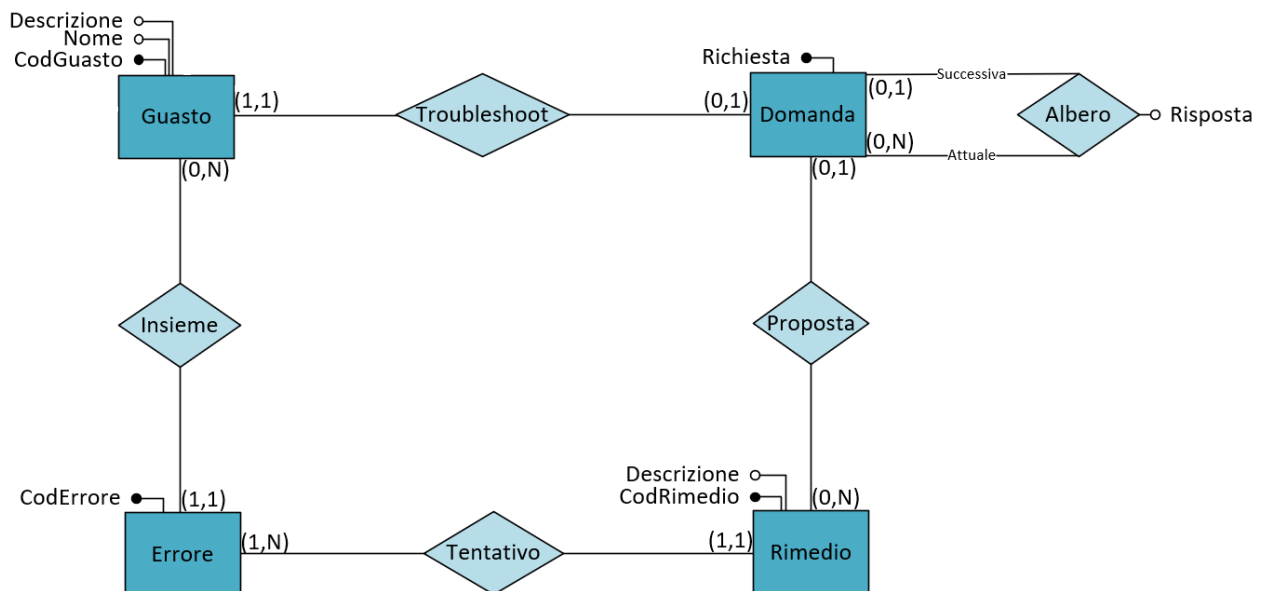 Descrizione
Nome
CodGuasto
Guasto
(1,1)
Troubleshoot
(0,1)
Richiesta
Domanda
Successiva
(0,1)
Albero
Risposta
(0,N)
Attuale
(0,N)
(0,1)
Insieme
Proposta
Descrizione
CodRimedio
CodErrore
(1,1)
(0,N)
Errore
(1,N)
Tentativo
(1,1)
Rimedio